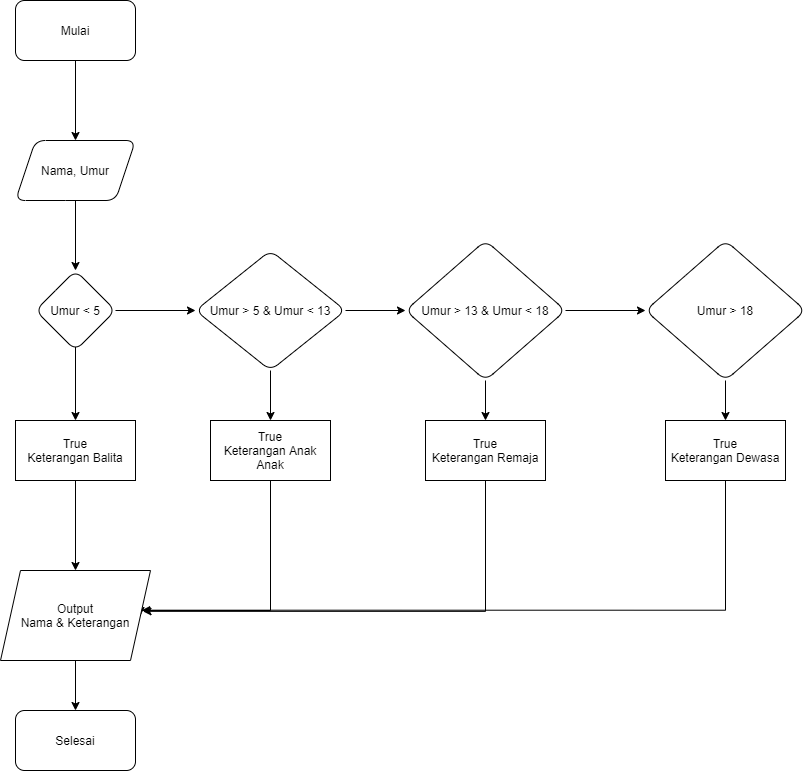 Mulai
Nama, Umur
Umur < 5
Umur > 5 & Umur < 13
Umur > 13 & Umur < 18
Umur > 18
True
Keterangan Balita
True
Keterangan Anak
Anak
True
Keterangan Remaja
True
Keterangan Dewasa
Output
Nama & Keterangan
Selesai